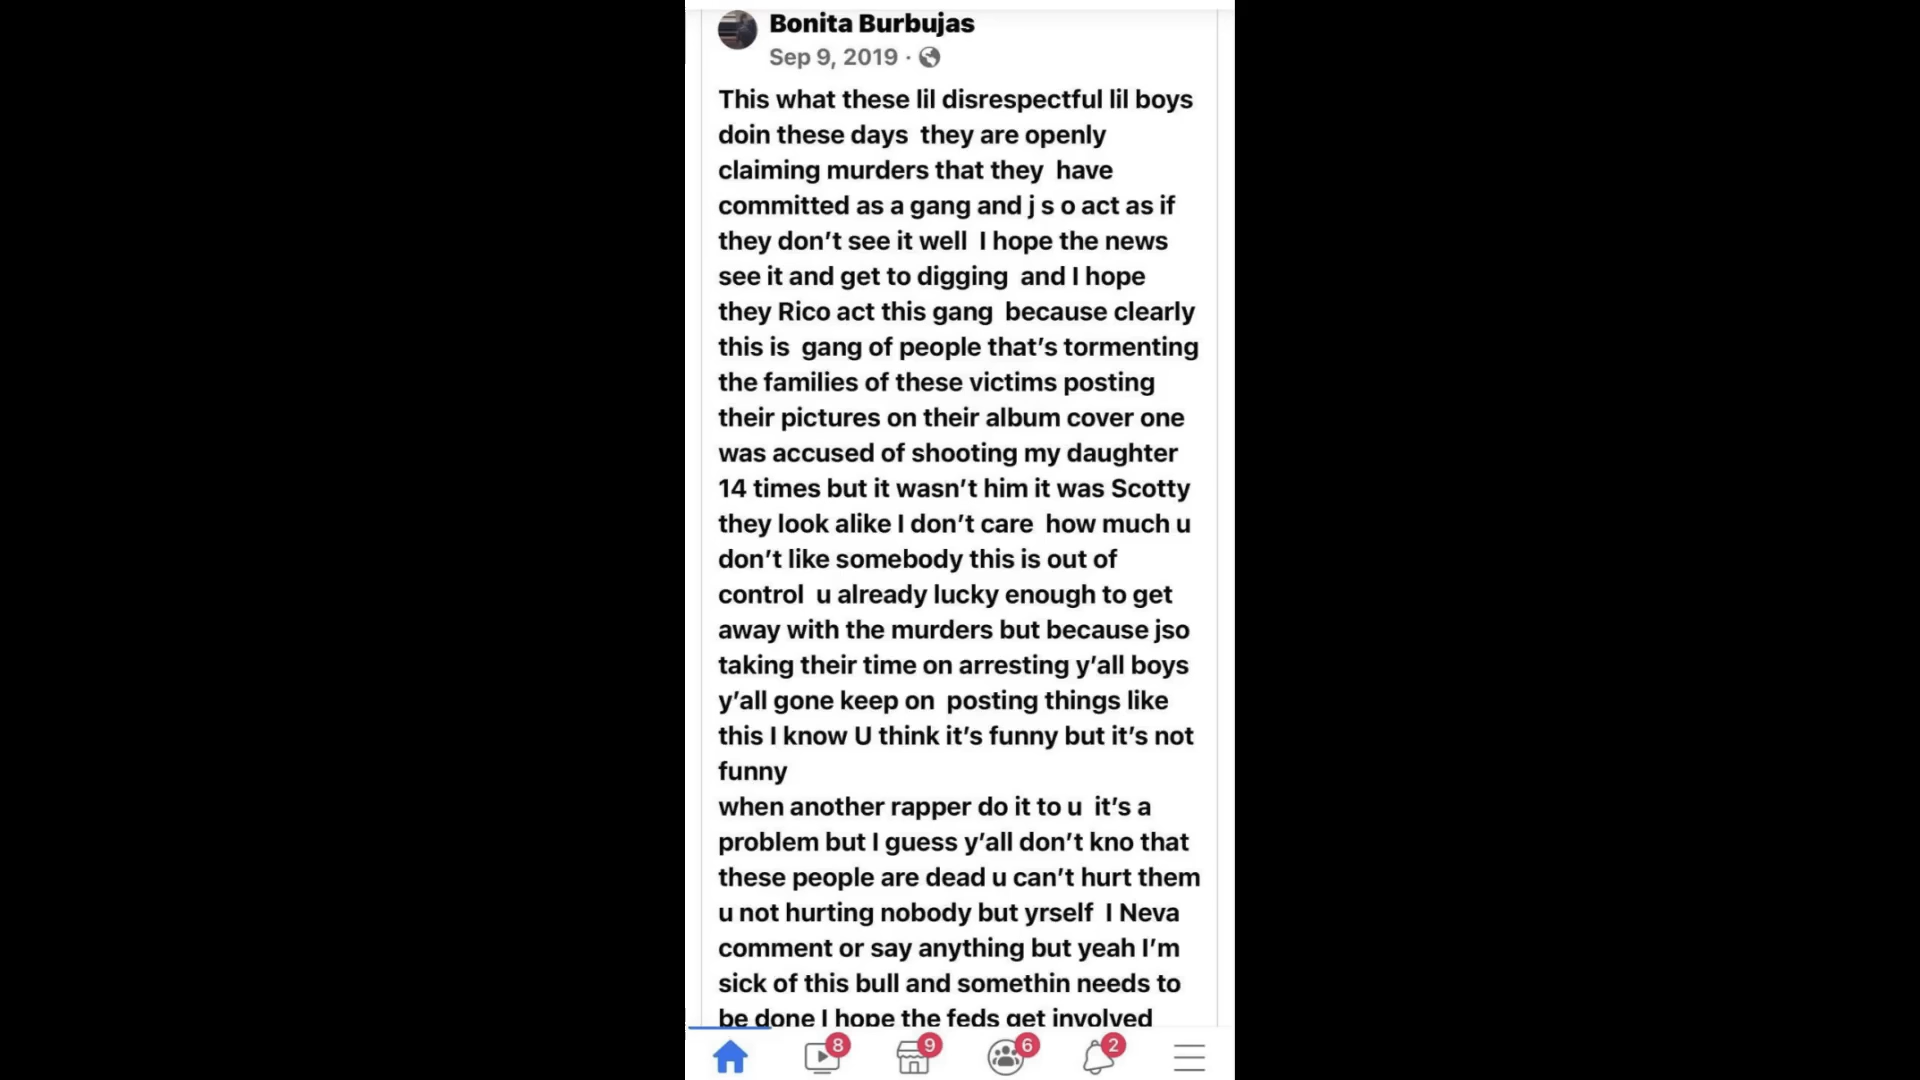 Bonita Burbujas
Sep 9, 2019 ·
This what these lil disrespectful lil boys
doin these days  they are openly
claiming murders that they  have
committed as a gang and j s o act as if
they don’t see it well  I hope the news
see it and get to digging  and I hope
they Rico act this gang  because clearly
this is  gang of people that’s tormenting
the families of these victims posting
their pictures on their album cover one
was accused of shooting my daughter
14 times but it wasn’t him it was Scotty
they look alike I don’t care  how much u
don’t like somebody this is out of
control  u already lucky enough to get
away with the murders but because jso
taking their time on arresting y’all boys
y’all gone keep on  posting things like
this I know U think it’s funny but it’s not
funny
when another rapper do it to u  it’s a
problem but I guess y’all don’t kno that
these people are dead u can’t hurt them
u not hurting nobody but yrself  I Neva
comment or say anything but yeah I’m
sick of this bull and somethin needs to
be done I hope the feds get involved
8 9 6 2